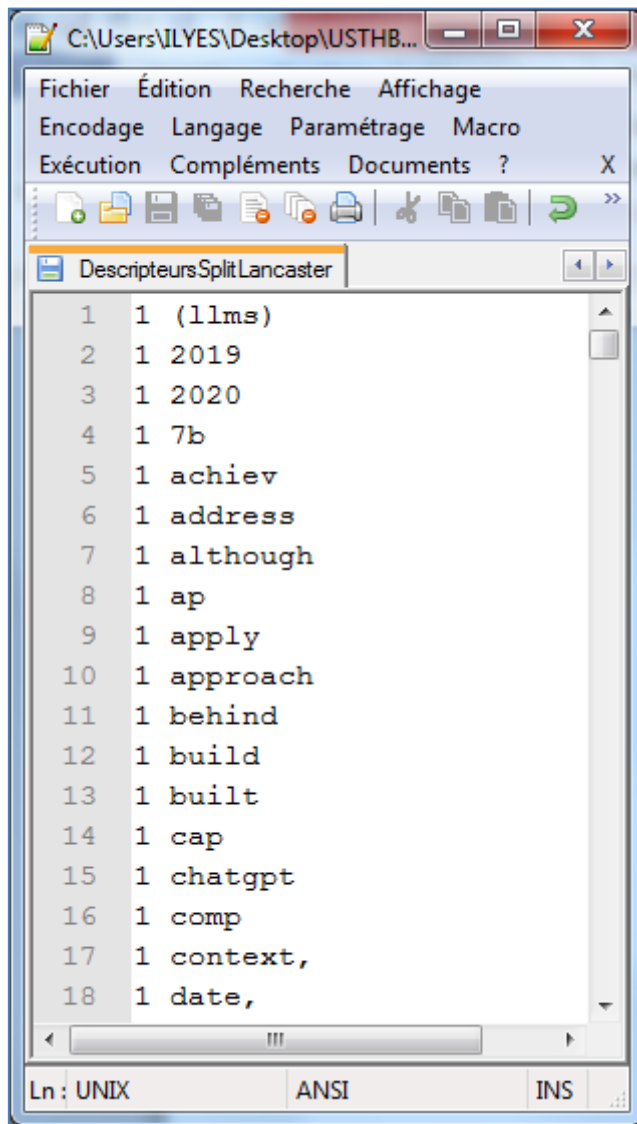 C:\Users\ILYES\Desktop\USTHB...
Fichier Édition Recherche Affichage
Encodage Langage Paramétrage Macro
Exécution Compléments Documents ? X
DescripteursSplitLancaster
1 1 (llms)
2 1 2019
3 1 2020
4 1 7b
5 1 achiev
6 1 address
7 1 although
8 1 ap
9 1 apply
10 1 approach
11 1 behind
12 1 build
13 1 built
14 1 cap
15 1 chatgpt
16 1 comp
17 1 context,
18 1 date,
Ln : UNIX ANSI INS